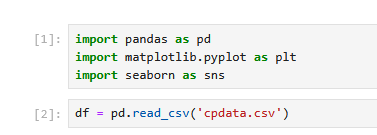 [1]: import pandas as pd
import matplotlib.pyplot as plt
import seaborn as sns
[2]: df = pd.read_csv('cpdata.csv')